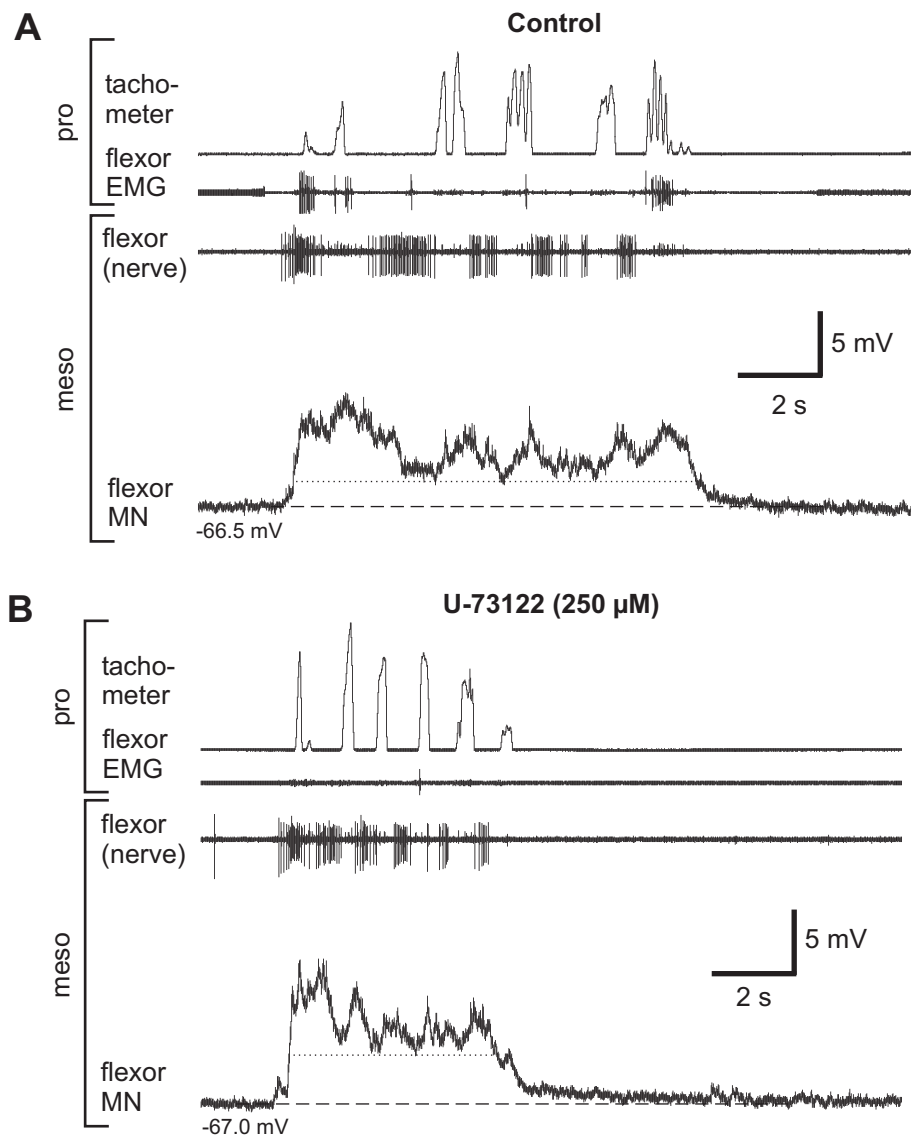 A
Control
pro
tacho-
meter
flexor
EMG
meso
flexor
(nerve)
5 mV
2 s
flexor
MN
-66.5 mV
B
U-73122 (250 µM)
pro
tacho-
meter
flexor
EMG
meso
flexor
(nerve)
5 mV
2 s
flexor
MN
-67.0 mV